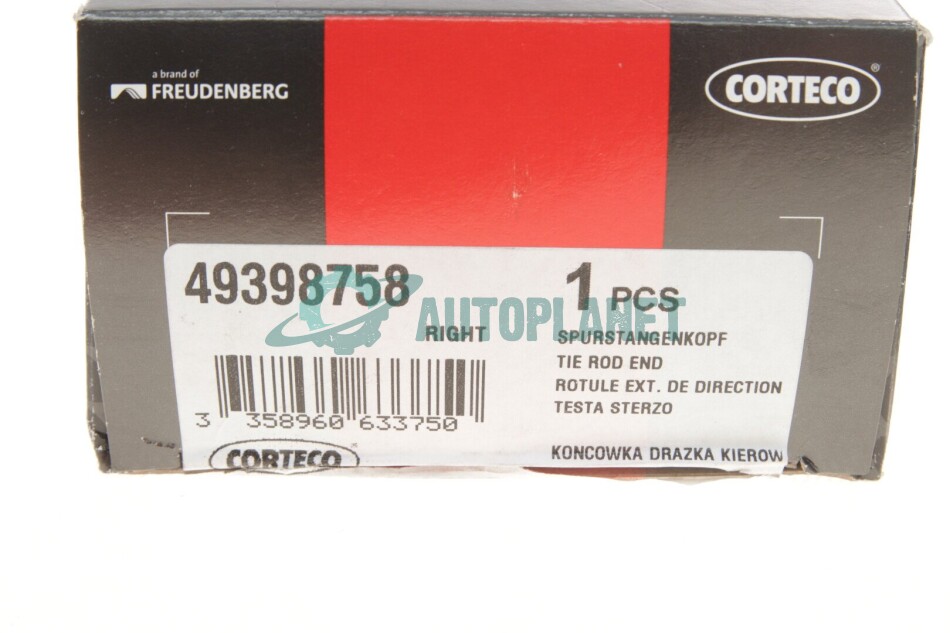 a brand of
FREUDENBERG
CORTECO®
49398758
1 PCS
AUTOPLANET
RIGHT
SPURSTANGENKOPF
TIE ROD END
ROTULE EXT. DE DIRECTION
TESTA STERZO
3 358960 633750
CORTECO®
KONCOWKA DRAZKA KIEROW